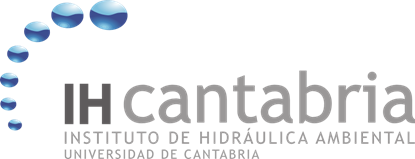 IHcantabria
INSTITUTO DE HIDRÁULICA AMBIENTAL
UNIVERSIDAD DE CANTABRIA